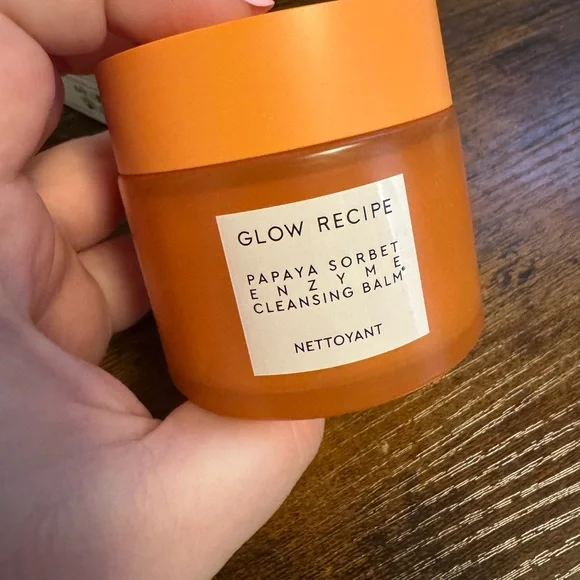 GLOW RECIPE
PAPAYA SORBET
ENZYME
CLEANSING BALM®
NETTOYANT